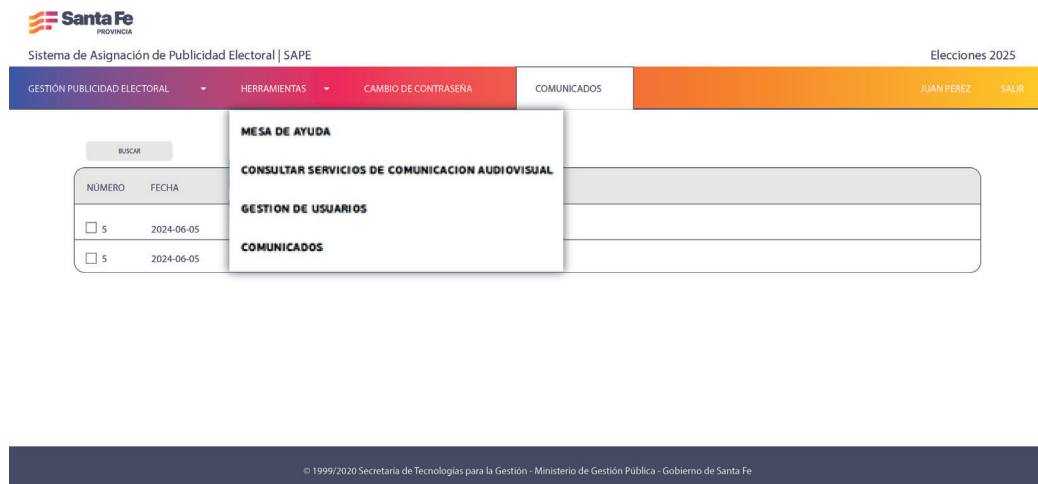 Santa Fe
PROVINCIA
Sistema de Asignación de Publicidad Electoral | SAPE
Elecciones 2025
GESTIÓN PUBLICIDAD ELECTORAL
HERRAMIENTAS
CAMBIO DE CONTRASEÑA
COMUNICADOS
JUAN PEREZ
SALIR
MESA DE AYUDA
CONSULTAR SERVICIOS DE COMUNICACION AUDIOVISUAL
GESTION DE USUARIOS
COMUNICADOS
BUSCAR
NÚMERO FECHA
5 2024-06-05
5 2024-06-05
© 1999/2020 Secretaría de Tecnologías para la Gestión - Ministerio de Gestión Pública - Gobierno de Santa Fe